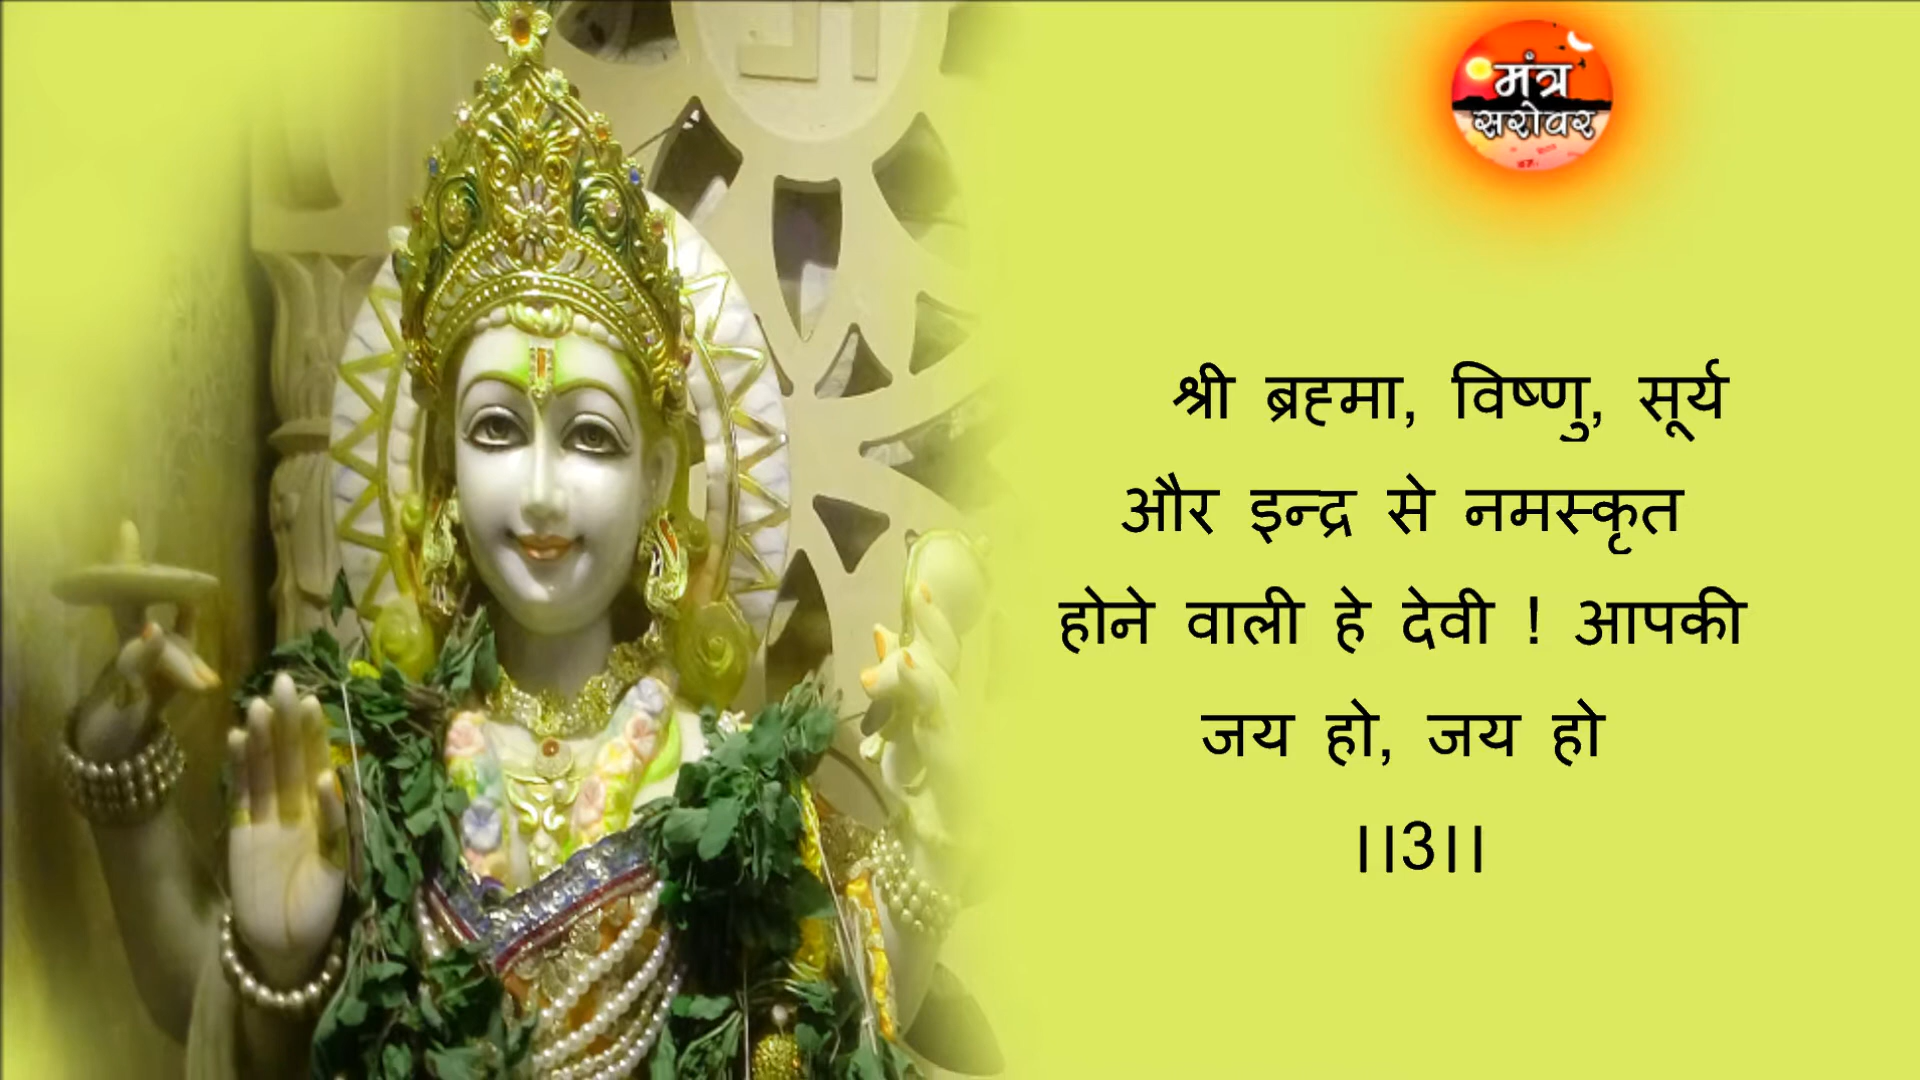 मंत्र
सरोवर
श्री ब्रह्मा, विष्णु, सूर्य
और इन्द्र से नमस्कृत
होने वाली हे देवी ! आपकी
जय हो, जय हो
।।3।।